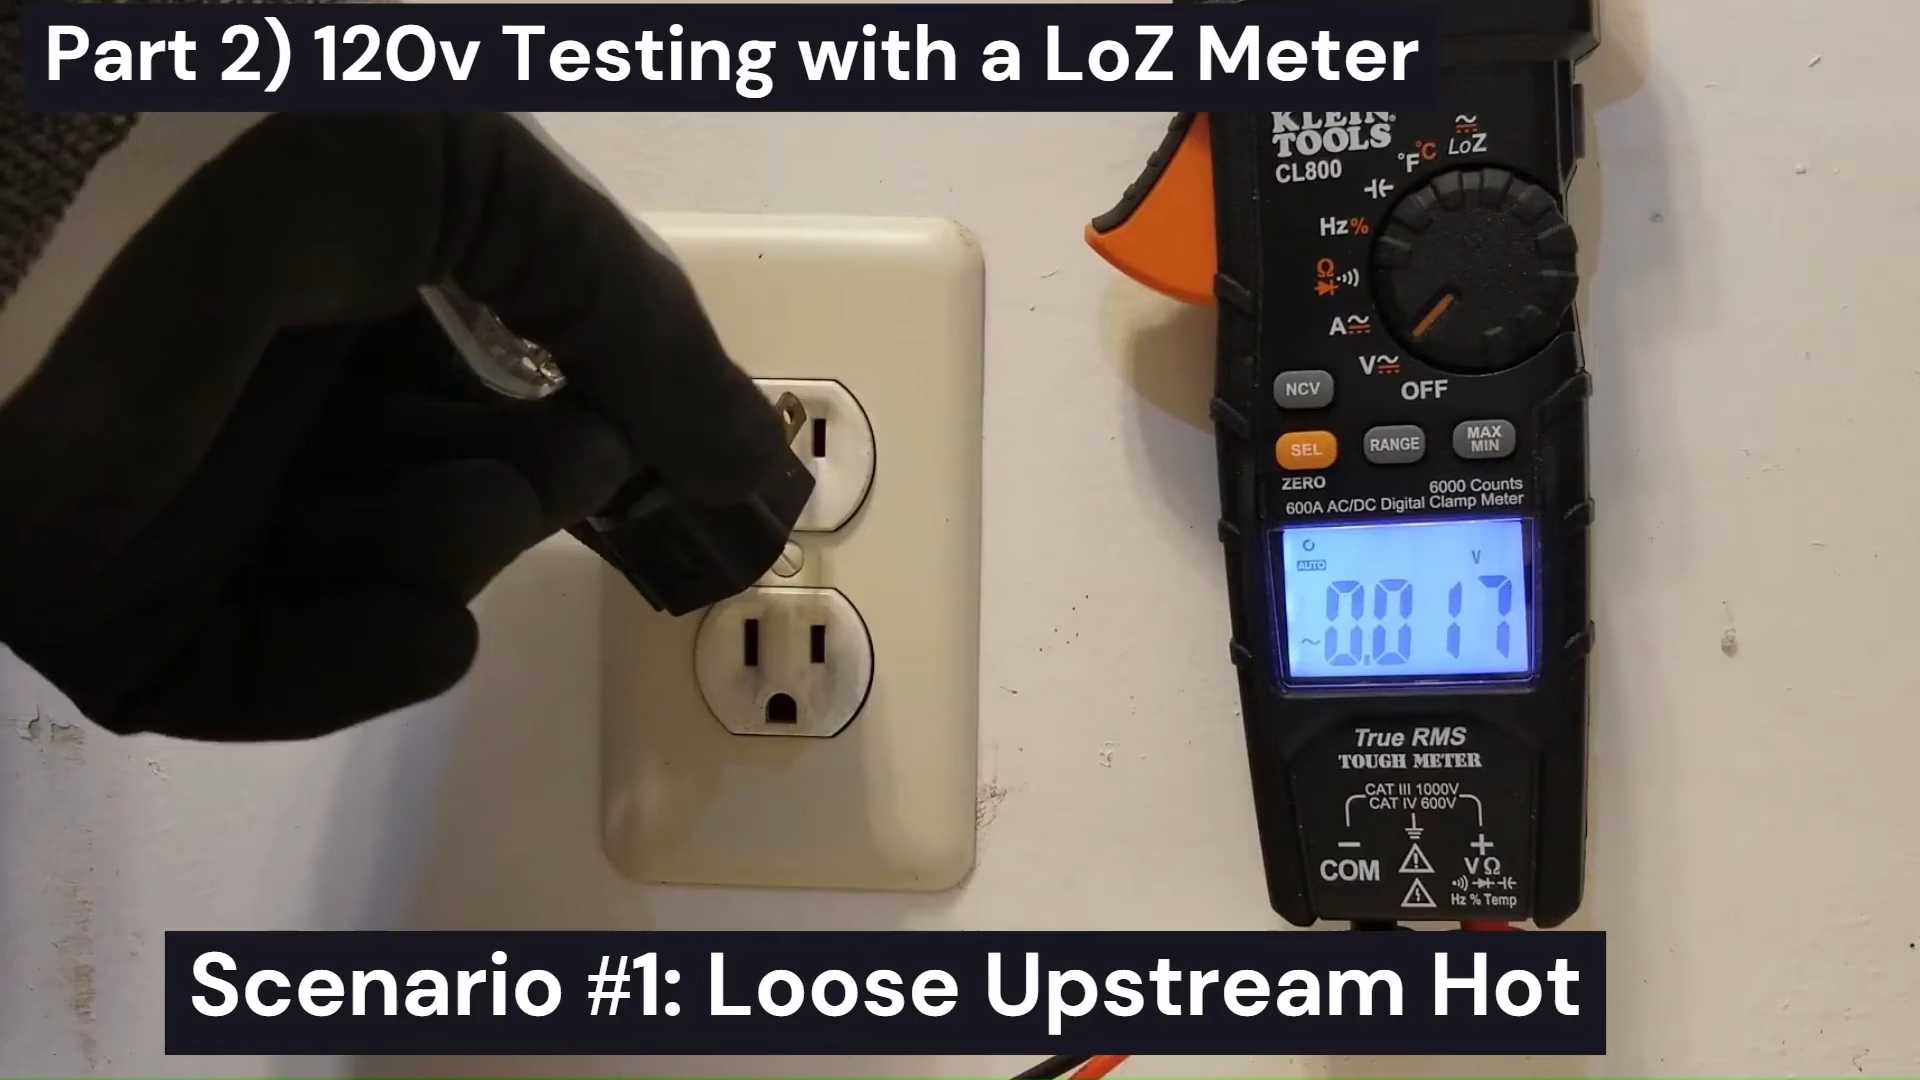 Part 2) 120v Testing with a LoZ Meter
KLEIN
TOOLS®
CL800
LoZ
°F°C
Hz%
Ω
A
V
OFF
NCV
SEL
RANGE
MAX
MIN
ZERO
6000 Counts
600A AC/DC Digital Clamp Meter
V
AUTO
~0.017
True RMS
TOUGH METER
CAT III 1000V
CAT IV 600V
− +
COM VΩ
Hz % Temp
Scenario #1: Loose Upstream Hot